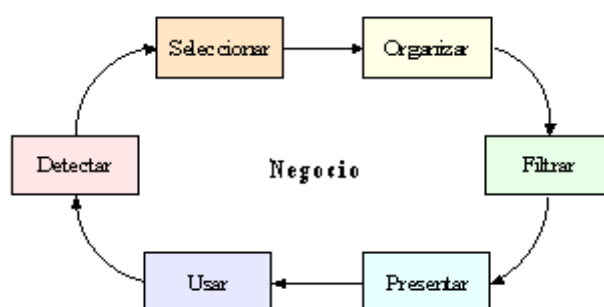 Seleccionar
Organizar
Detectar
Negocio
Filtrar
Usar
Presentar